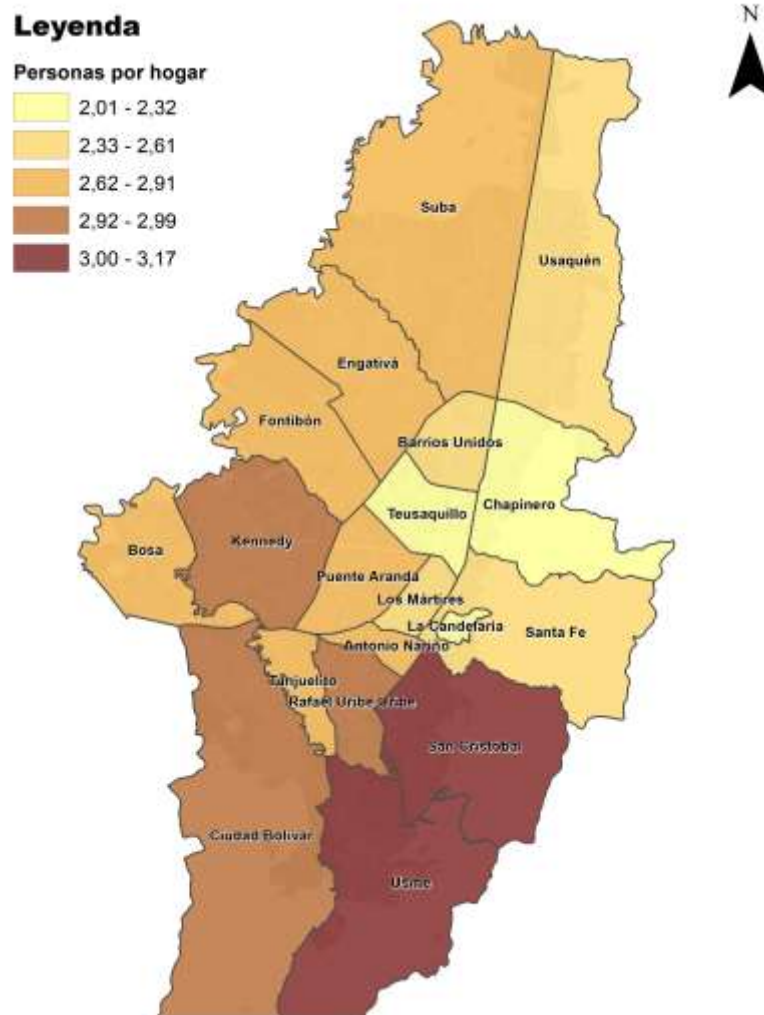 Leyenda
N
Personas por hogar
2,01 - 2,32
2,33 - 2,61
2,62 - 2,91
2,92 - 2,99
3,00 - 3,17
Suba
Usaquén
Engativá
Fontibón
Barrios Unidos
Teusaquillo
Chapinero
Kennedy
Bosa
Puente Aranda
Los Mártires
La Candelaria
Santa Fe
Antonio Nariño
Tunjuelito
Rafael Uribe Uribe
San Cristobal
Ciudad Bolívar
Usme